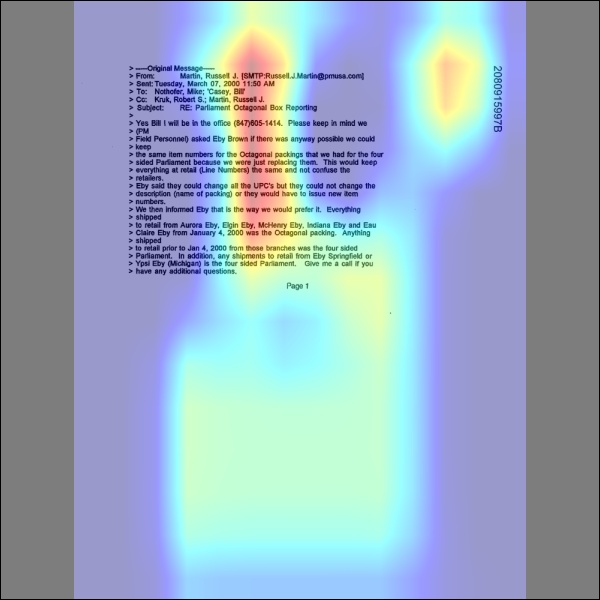 > -----Original Message-----
> From: Martin, Russell J. [SMTP:Russell.J.Martin@pmusa.com]
> Sent: Tuesday, March 07, 2000 11:50 AM
> To: Nothofer, Mike; 'Casey, Bill'
> Cc: Kruk, Robert S.; Martin, Russell J.
> Subject: RE: Parliament Octagonal Box Reporting
>
> Yes Bill I will be in the office (847)605-1414. Please keep in mind we
> (PM
> Field Personnel) asked Eby Brown if there was anyway possible we could
> keep
> the same item numbers for the Octagonal packings that we had for the four
> sided Parliament because we were just replacing them. This would keep
> everything at retail (Line Numbers) the same and not confuse the
> retailers.
> Eby said they could change all the UPC's but they could not change the
> description (name of packing) or they would have to issue new item
> numbers.
> We then informed Eby that is the way we would prefer it. Everything
> shipped
> to retail from Aurora Eby, Elgin Eby, McHenry Eby, Indiana Eby and Eau
> Claire Eby from January 4, 2000 was the Octagonal packing. Anything
> shipped
> to retail prior to Jan 4, 2000 from those branches was the four sided
> Parliament. In addition, any shipments to retail from Eby Springfield or
> Ypsi Eby (Michigan) is the four sided Parliament. Give me a call if you
> have any additional questions.
Page 1
2080915997B